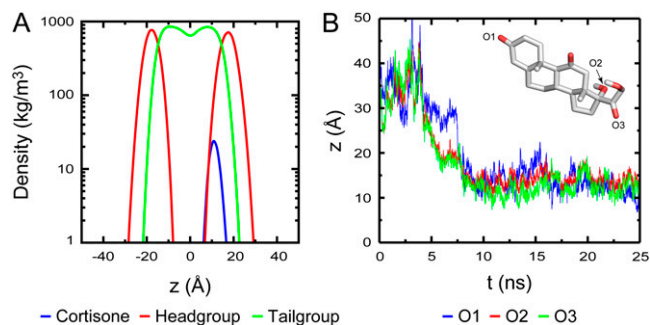 A
Density (kg/m³)
1000
100
10
1
-50
-40
-20
0
20
40
z (Å)
Cortisone
Headgroup
Tailgroup
B
z (Å)
50
40
30
20
10
0
0
5
10
15
20
25
t (ns)
O1
O2
O3
O1
O2
O3